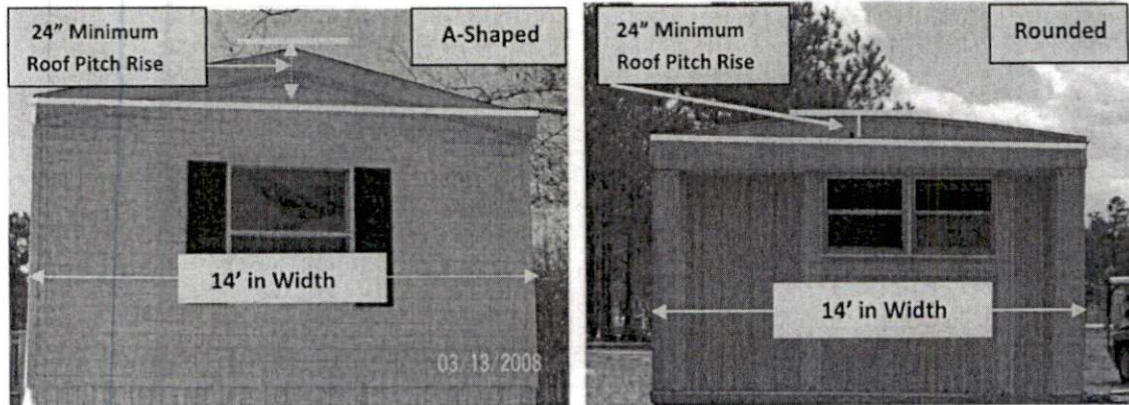 24" Minimum
Roof Pitch Rise
A-Shaped
14' in Width
03/13/2008
24" Minimum
Roof Pitch Rise
Rounded
14' in Width